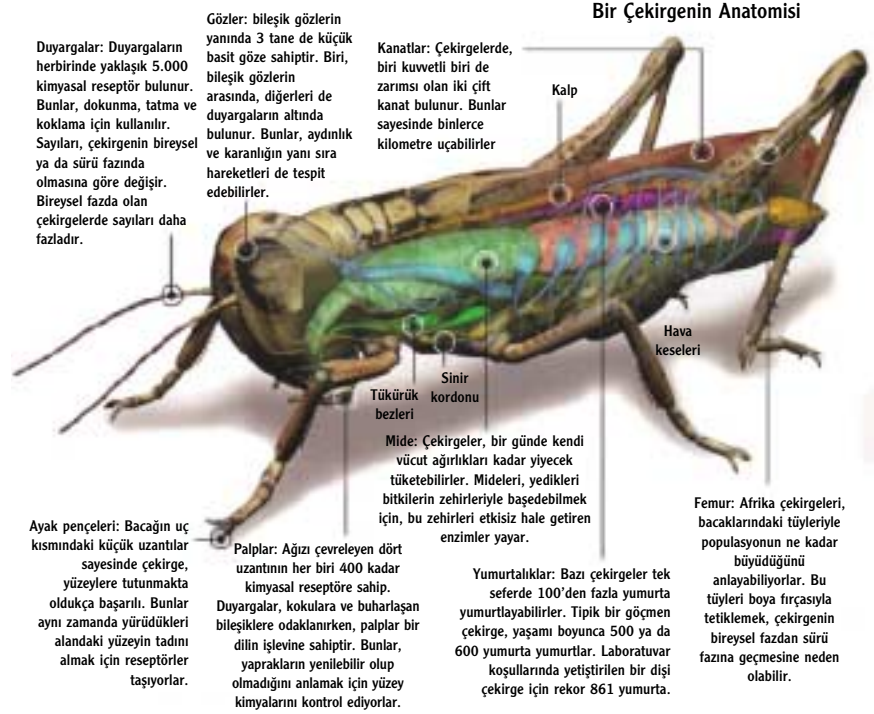 Bir Çekirgenin Anatomisi
Duyargalar: Duyargaların
herbirinde yaklaşık 5.000
kimyasal reseptör bulunur.
Bunlar, dokunma, tatma ve
koklama için kullanılır.
Sayıları, çekirgenin bireysel
ya da sürü fazında
olmasına göre değişir.
Bireysel fazda olan
çekirgelerde sayıları daha
fazladır.
Gözler: bileşik gözlerin
yanında 3 tane de küçük
basit göze sahiptir. Biri,
bileşik gözlerin
arasında, diğerleri de
duyargaların altında
bulunur. Bunlar, aydınlık
ve karanlığın yanı sıra
hareketleri de tespit
edebilirler.
Kanatlar: Çekirgelerde,
biri kuvvetli biri de
zarımsı olan iki çift
kanat bulunur. Bunlar
sayesinde binlerce
kilometre uçabilirler
Kalp
Hava
keseleri
Sinir
kordonu
Tükürük
bezleri
Mide: Çekirgeler, bir günde kendi
vücut ağırlıkları kadar yiyecek
tüketebilirler. Mideleri, yedikleri
bitkilerin zehirleriyle başedebilmek
için, bu zehirleri etkisiz hale getiren
enzimler yayar.
Ayak pençeleri: Bacağın uç
kısmındaki küçük uzantılar
sayesinde çekirge,
yüzeylere tutunmakta
oldukça başarılı. Bunlar
aynı zamanda yürüdükleri
alandaki yüzeyin tadını
almak için reseptörler
taşıyorlar.
Palplar: Ağızı çevreleyen dört
uzantının her biri 400 kadar
kimyasal reseptöre sahip.
Duyargalar, kokulara ve buharlaşan
bileşiklere odaklanırken, palplar bir
dilin işlevine sahiptir. Bunlar,
yaprakların yenilebilir olup
olmadığını anlamak için yüzey
kimyalarını kontrol ediyorlar.
Yumurtalıklar: Bazı çekirgeler tek
seferde 100'den fazla yumurta
yumurtlayabilirler. Tipik bir göçmen
çekirge, yaşamı boyunca 500 ya da
600 yumurta yumurtlar. Laboratuvar
koşullarında yetiştirilen bir dişi
çekirge için rekor 861 yumurta.
Femur: Afrika çekirgeleri,
bacaklarındaki tüyleriyle
populasyonun ne kadar
büyüdüğünü
anlayabiliyorlar. Bu
tüyleri boya fırçasıyla
tetiklemek, çekirgenin
bireysel fazdan sürü
fazına geçmesine neden
olabilir.